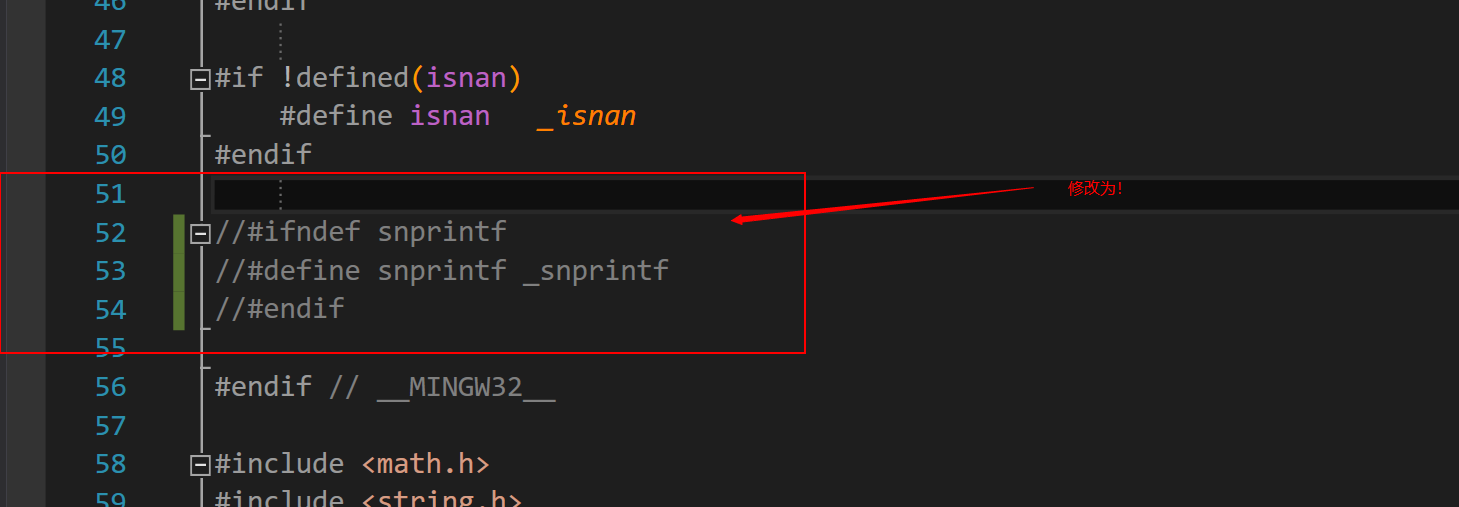 46 #endif
47
48 #if !defined(isnan)
49 #define isnan _isnan
50 #endif
51
修改为!
52 //#ifndef snprintf
53 //#define snprintf _snprintf
54 //#endif
55
56 #endif // __MINGW32__
57
58 #include <math.h>
59 #include <string.h>